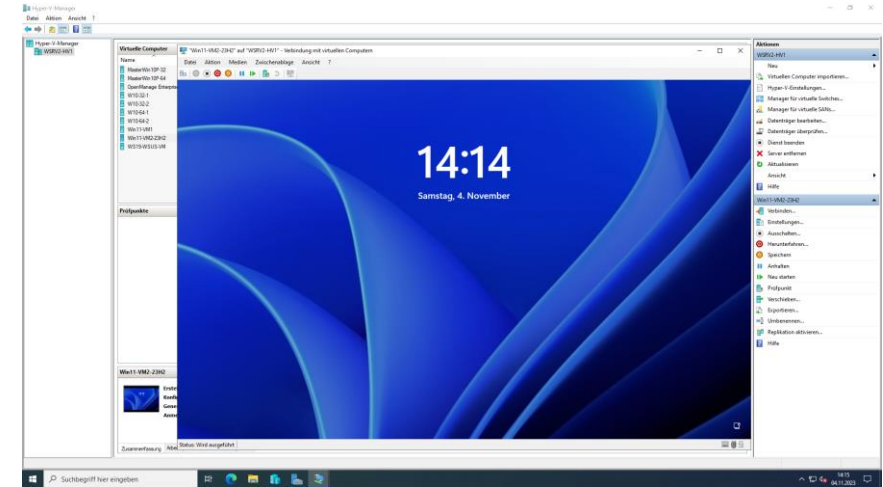 Hyper-V-Manager
Datei Aktion Ansicht ?
Hyper-V-Manager
WSRV2-HV1
Virtuelle Computer
Name
MasterWin10P-32
MasterWin10P-64
OpenManage Enterprise
W10-32-1
W10-32-2
W10-64-1
W10-64-2
Win11-VM1
Win11-VM2-23H2
WS19-WSUS-VM
Prüfpunkte
Win11-VM2-23H2
Erste
Konfi
Gene
Anme
Zusammenfassung
"Win11-VM2-23H2" auf "WSRV2-HV1" - Verbindung mit virtuellen Computern
Datei Aktion Medien Zwischenablage Ansicht ?
14:14
Samstag, 4. November
Status: Wird ausgeführt
Aktionen
WSRV2-HV1
Neu
Virtuellen Computer importieren...
Hyper-V-Einstellungen...
Manager für virtuelle Switches...
Manager für virtuelle SANs...
Datenträger bearbeiten...
Datenträger überprüfen...
Dienst beenden
Server entfernen
Aktualisieren
Ansicht
Hilfe
Win11-VM2-23H2
Verbinden...
Einstellungen...
Ausschalten...
Herunterfahren...
Speichern
Anhalten
Neu starten
Prüfpunkt
Verschieben...
Exportieren...
Umbenennen...
Replikation aktivieren...
Hilfe
Suchbegriff hier eingeben
14:15
04.11.2023